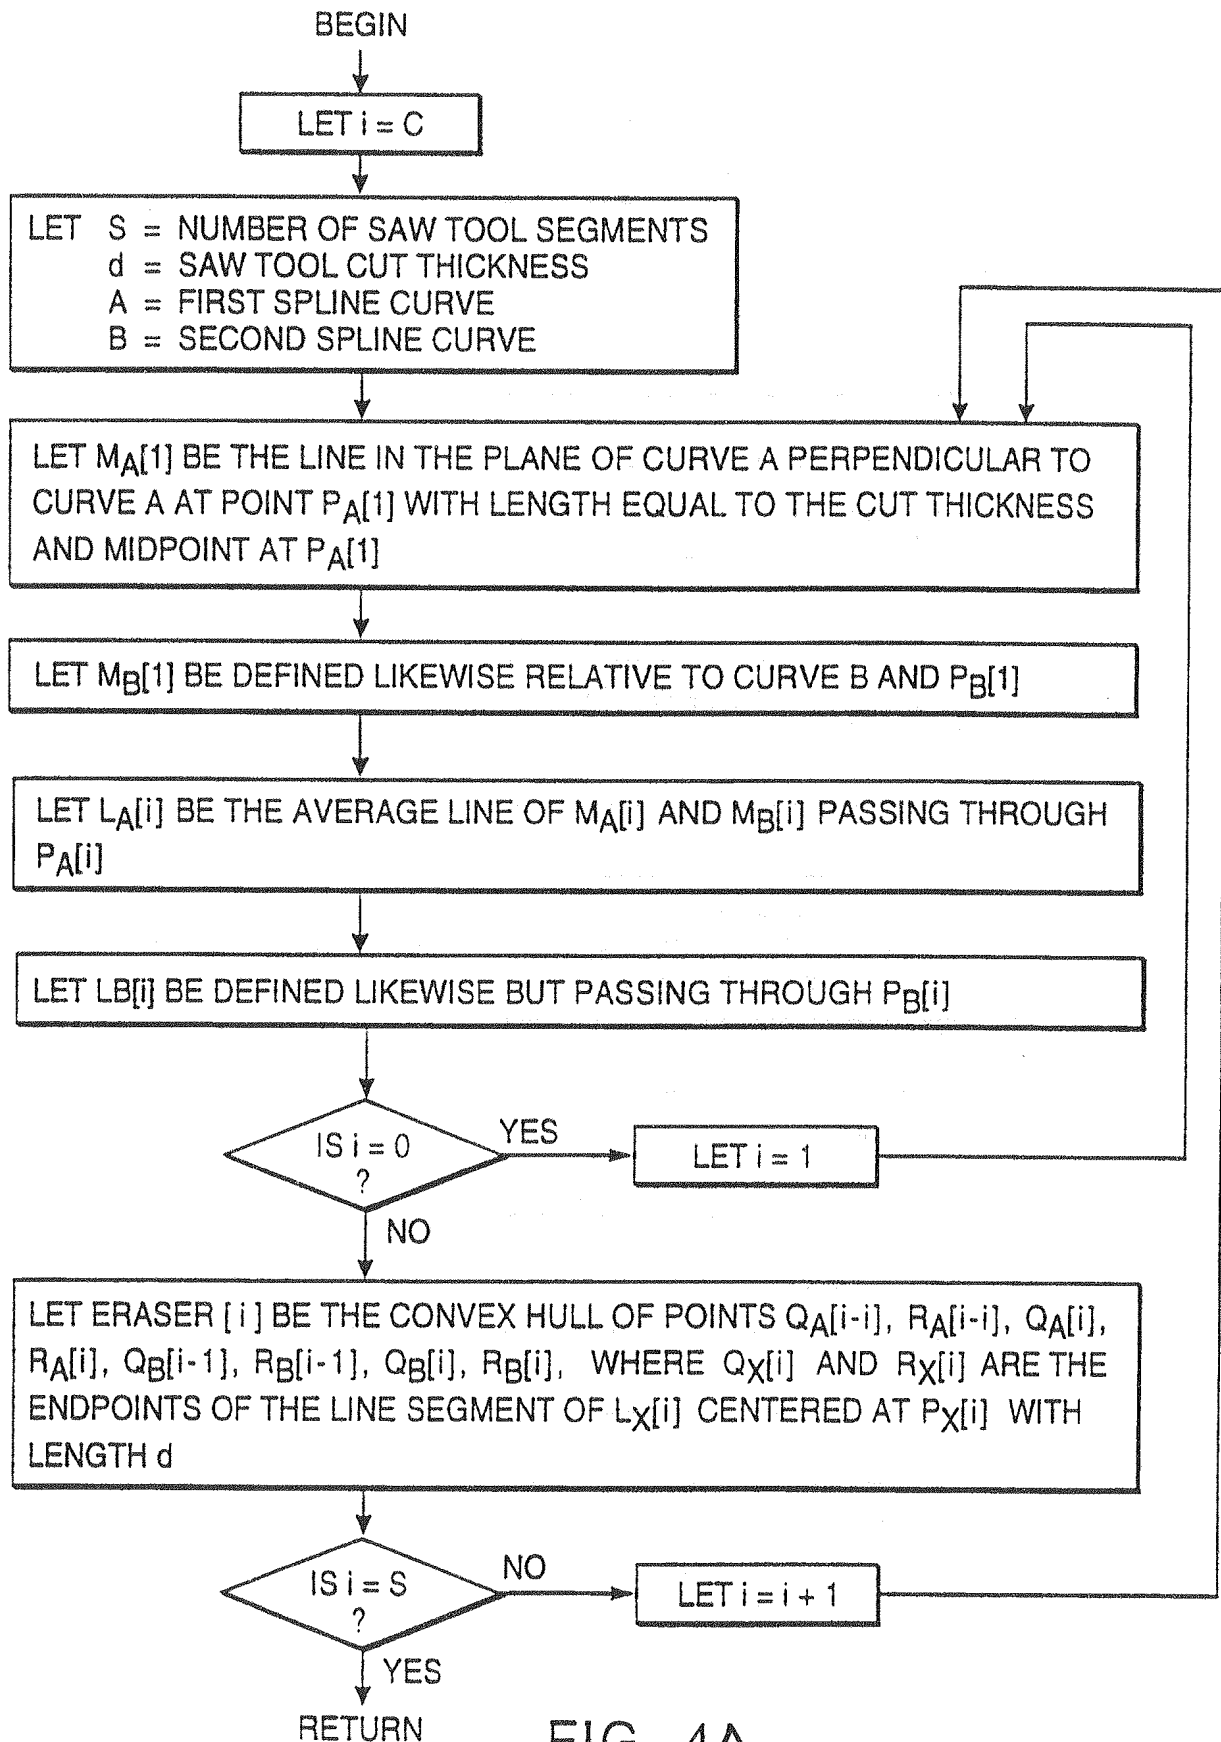 BEGIN
LET i = C
LET S = NUMBER OF SAW TOOL SEGMENTS
d = SAW TOOL CUT THICKNESS
A = FIRST SPLINE CURVE
B = SECOND SPLINE CURVE
LET MA[1] BE THE LINE IN THE PLANE OF CURVE A PERPENDICULAR TO
CURVE A AT POINT PA[1] WITH LENGTH EQUAL TO THE CUT THICKNESS
AND MIDPOINT AT PA[1]
LET MB[1] BE DEFINED LIKEWISE RELATIVE TO CURVE B AND PB[1]
LET LA[i] BE THE AVERAGE LINE OF MA[i] AND MB[i] PASSING THROUGH
PA[i]
LET LB[i] BE DEFINED LIKEWISE BUT PASSING THROUGH PB[i]
IS i = 0
?
YES
LET i = 1
NO
LET ERASER [i] BE THE CONVEX HULL OF POINTS QA[i-i], RA[i-i], QA[i],
RA[i], QB[i-1], RB[i-1], QB[i], RB[i], WHERE QX[i] AND RX[i] ARE THE
ENDPOINTS OF THE LINE SEGMENT OF LX[i] CENTERED AT PX[i] WITH
LENGTH d
IS i = S
?
NO
LET i = i + 1
YES
RETURN
FIG. 4A